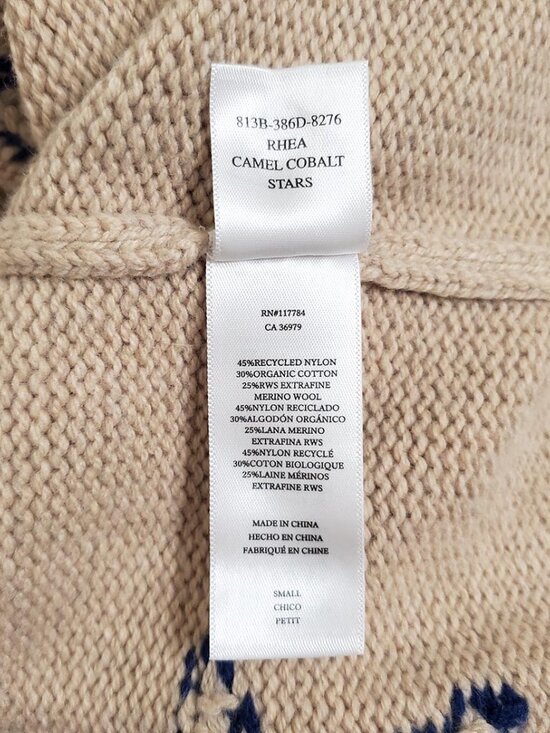 813B-386D-8276
RHEA
CAMEL COBALT
STARS
RN#117784
CA 36979
45%RECYCLED NYLON
30%ORGANIC COTTON
25%RWS EXTRAFINE
MERINO WOOL
45%NYLON RECICLADO
30%ALGODÓN ORGÁNICO
25%LANA MERINO
EXTRAFINA RWS
45%NYLON RECYCLÉ
30%COTON BIOLOGIQUE
25%LAINE MÉRINOS
EXTRAFINE RWS
MADE IN CHINA
HECHO EN CHINA
FABRIQUÉ EN CHINE
SMALL
CHICO
PETIT